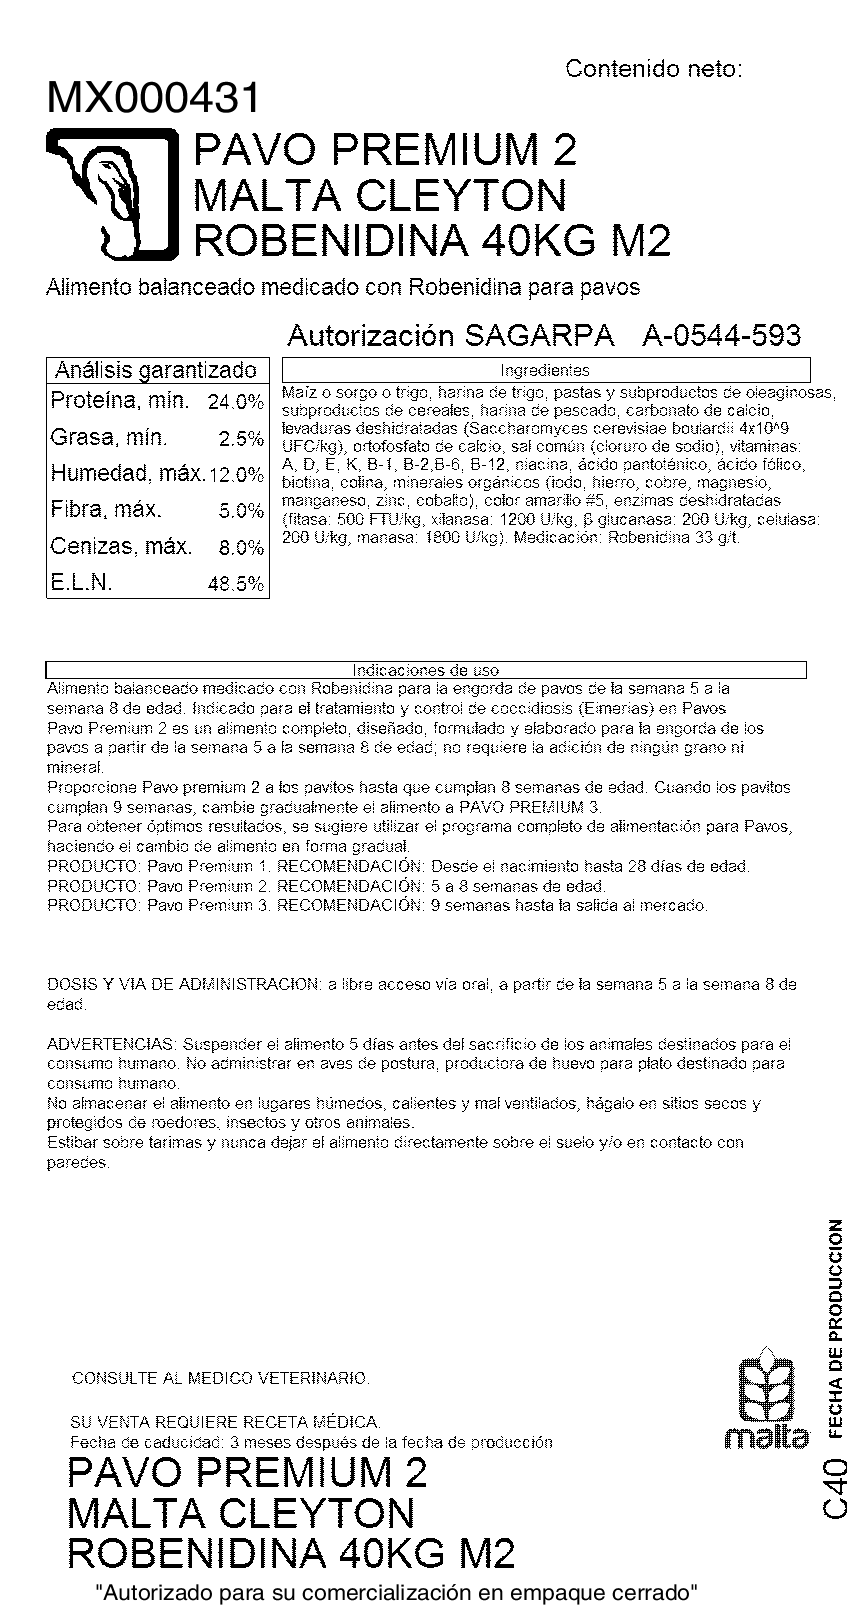 Contenido neto:
MX000431
PAVO PREMIUM 2
MALTA CLEYTON
ROBENIDINA 40KG M2
Alimento balanceado medicado con Robenidina para pavos
Autorización SAGARPA A-0544-593
Análisis garantizado
Proteína, mín. 24.0%
Grasa, mín. 2.5%
Humedad, máx. 12.0%
Fibra, máx. 5.0%
Cenizas, máx. 8.0%
E.L.N. 48.5%
Ingredientes
Maíz o sorgo o trigo, harina de trigo, pastas y subproductos de oleaginosas,
subproductos de cereales, harina de pescado, carbonato de calcio,
levaduras deshidratadas (Saccharomyces cerevisiae boulardii 4x10^9
UFC/kg), ortofosfato de calcio, sal común (cloruro de sodio), vitaminas:
A, D, E, K, B-1, B-2,B-6, B-12, niacina, ácido pantoténico, ácido fólico,
biotina, colina, minerales orgánicos (iodo, hierro, cobre, magnesio,
manganeso, zinc, cobalto), color amarillo #5, enzimas deshidratadas
(fitasa: 500 FTU/kg, xilanasa: 1200 U/kg, β glucanasa: 200 U/kg, celulasa:
200 U/kg, manasa: 1800 U/kg). Medicación: Robenidina 33 g/t.
Indicaciones de uso
Alimento balanceado medicado con Robenidina para la engorda de pavos de la semana 5 a la
semana 8 de edad. Indicado para el tratamiento y control de coccidiosis (Eimerias) en Pavos
Pavo Premium 2 es un alimento completo, diseñado, formulado y elaborado para la engorda de los
pavos a partir de la semana 5 a la semana 8 de edad; no requiere la adición de ningún grano ni
mineral.
Proporcione Pavo premium 2 a los pavitos hasta que cumplan 8 semanas de edad. Cuando los pavitos
cumplan 9 semanas, cambie gradualmente el alimento a PAVO PREMIUM 3.
Para obtener óptimos resultados, se sugiere utilizar el programa completo de alimentación para Pavos,
haciendo el cambio de alimento en forma gradual.
PRODUCTO: Pavo Premium 1. RECOMENDACIÓN: Desde el nacimiento hasta 28 días de edad.
PRODUCTO: Pavo Premium 2. RECOMENDACIÓN: 5 a 8 semanas de edad.
PRODUCTO: Pavo Premium 3. RECOMENDACIÓN: 9 semanas hasta la salida al mercado.
DOSIS Y VIA DE ADMINISTRACION: a libre acceso vía oral, a partir de la semana 5 a la semana 8 de
edad.
ADVERTENCIAS: Suspender el alimento 5 días antes del sacrificio de los animales destinados para el
consumo humano. No administrar en aves de postura, productora de huevo para plato destinado para
consumo humano.
No almacenar el alimento en lugares húmedos, calientes y mal ventilados, hágalo en sitios secos y
protegidos de roedores, insectos y otros animales.
Estibar sobre tarimas y nunca dejar el alimento directamente sobre el suelo y/o en contacto con
paredes.
FECHA DE PRODUCCION
C40
CONSULTE AL MEDICO VETERINARIO.
SU VENTA REQUIERE RECETA MÉDICA.
Fecha de caducidad: 3 meses después de la fecha de producción
malta
PAVO PREMIUM 2
MALTA CLEYTON
ROBENIDINA 40KG M2
"Autorizado para su comercialización en empaque cerrado"